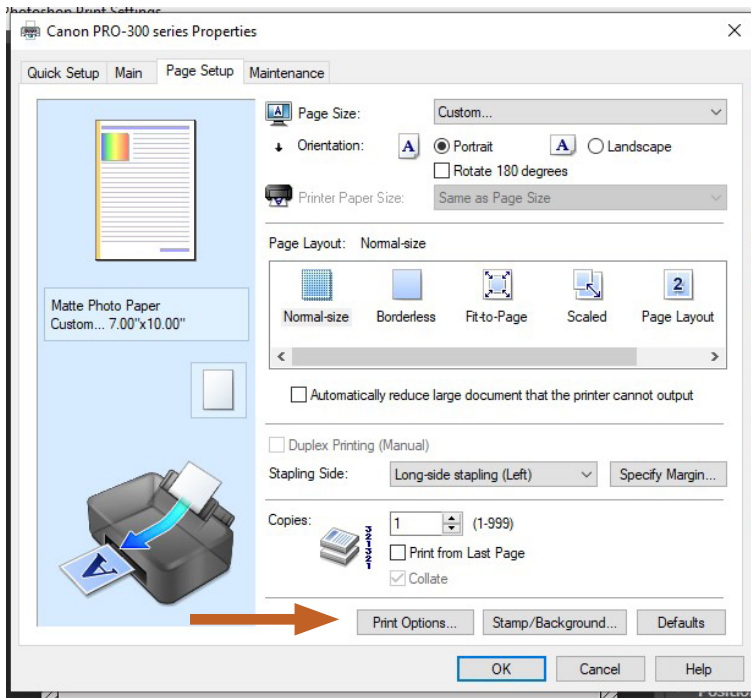 Photoshop Print Settings
Canon PRO-300 series Properties
Quick Setup Main Page Setup Maintenance
Page Size: Custom...
Orientation: A Portrait A Landscape
Rotate 180 degrees
Printer Paper Size: Same as Page Size
Page Layout: Normal-size
2
Normal-size Borderless Fit-to-Page Scaled Page Layout
Matte Photo Paper
Custom... 7.00"x10.00"
Automatically reduce large document that the printer cannot output
Duplex Printing (Manual)
Stapling Side: Long-side stapling (Left) Specify Margin...
Copies: 1 (1-999)
Print from Last Page
Collate
321321
A
Print Options... Stamp/Background... Defaults
OK Cancel Help